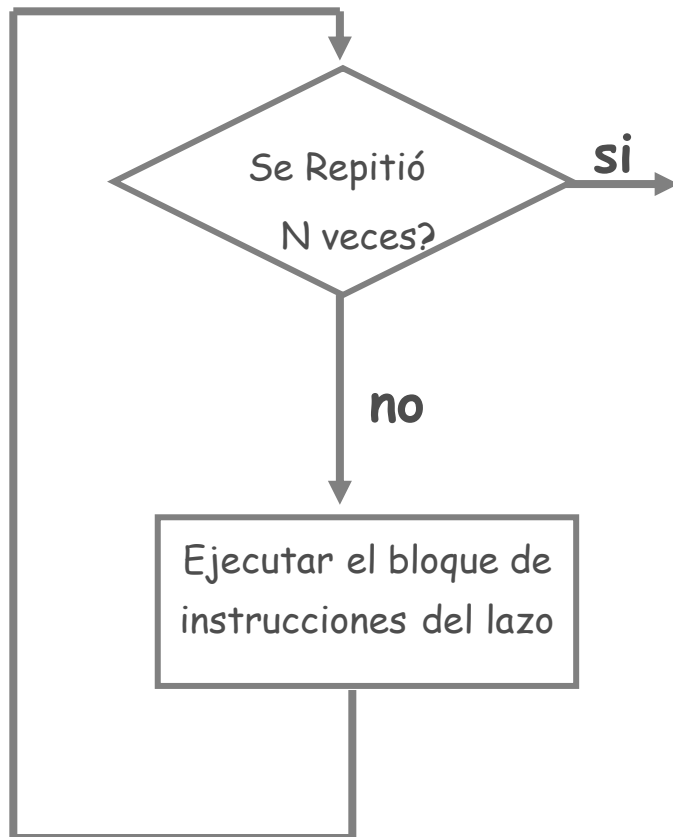 Se Repitió
si
N veces?
no
Ejecutar el bloque de
instrucciones del lazo